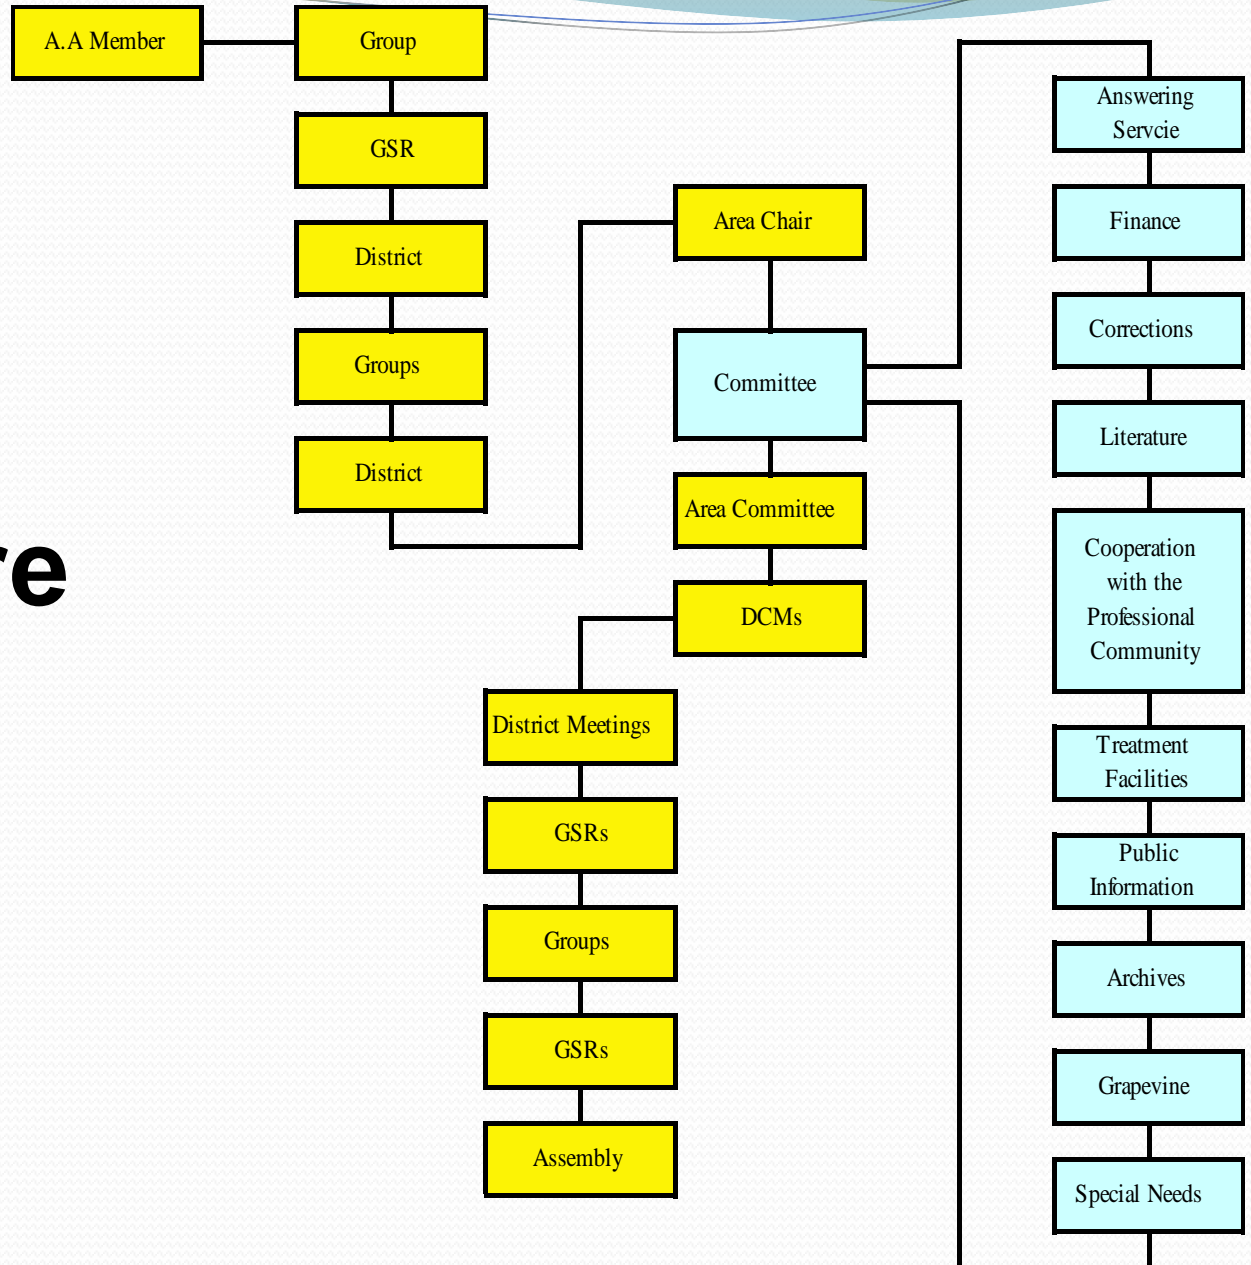 A.A Member
Group
GSR
District
Groups
District
Area Chair
Committee
Area Committee
DCMs
District Meetings
GSRs
Groups
GSRs
Assembly
Answering
Servcie
Finance
Corrections
Literature
Cooperation
with the
Professional
Community
Treatment
Facilities
Public
Information
Archives
Grapevine
Special Needs